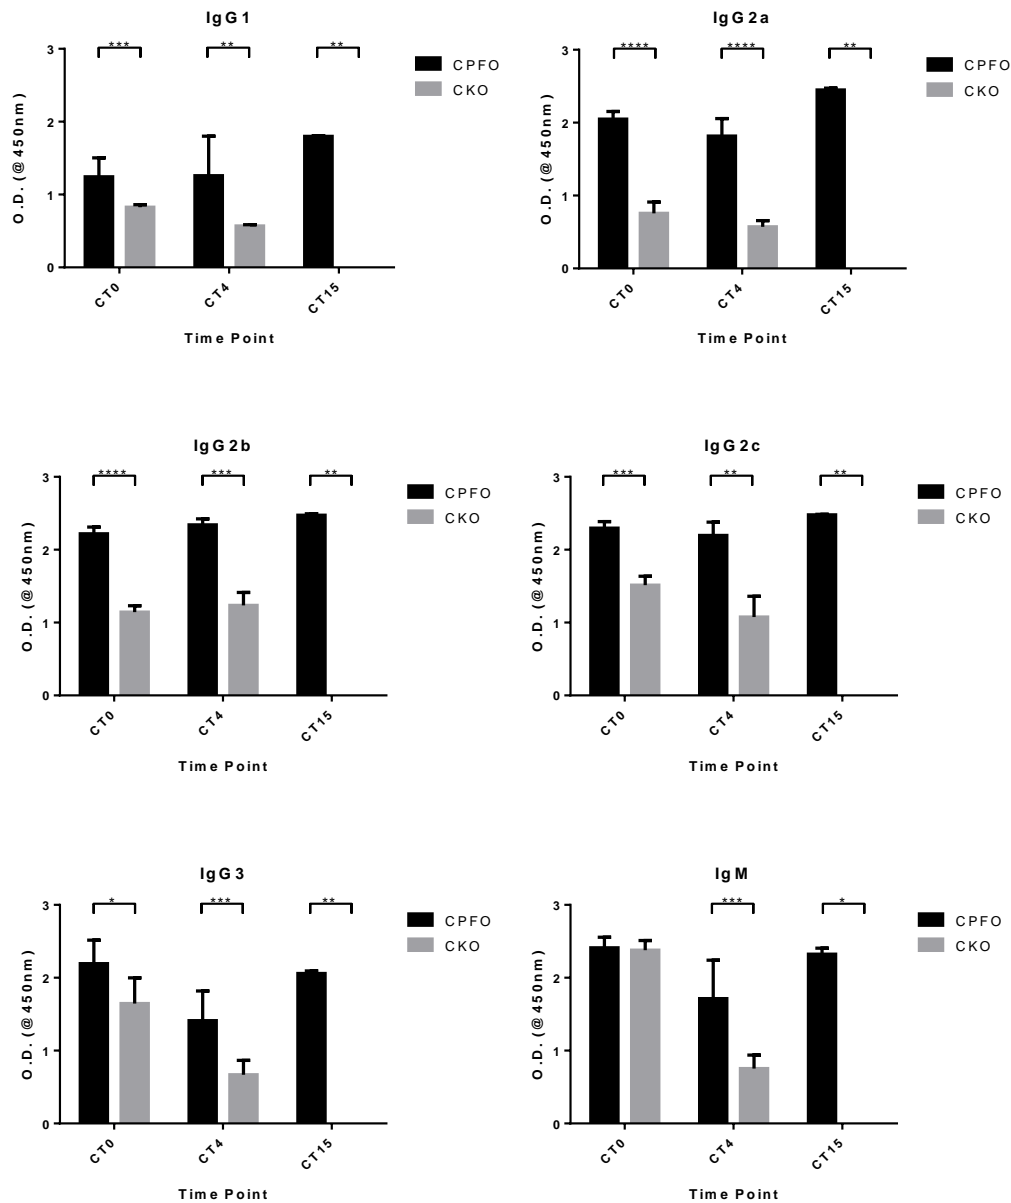 IgG1
*** ** **
3
2
1
0
O.D. (@450nm)
CPFO
CKO
CT0 CT4 CT15
Time Point
IgG2a
**** **** **
3
2
1
0
O.D. (@450nm)
CPFO
CKO
CT0 CT4 CT15
Time Point
IgG2b
**** *** **
3
2
1
0
O.D. (@450nm)
CPFO
CKO
CT0 CT4 CT15
Time Point
IgG2c
*** ** **
3
2
1
0
O.D. (@450nm)
CPFO
CKO
CT0 CT4 CT15
Time Point
IgG3
* *** **
3
2
1
0
O.D. (@450nm)
CPFO
CKO
CT0 CT4 CT15
Time Point
IgM
*** *
3
2
1
0
O.D. (@450nm)
CPFO
CKO
CT0 CT4 CT15
Time Point